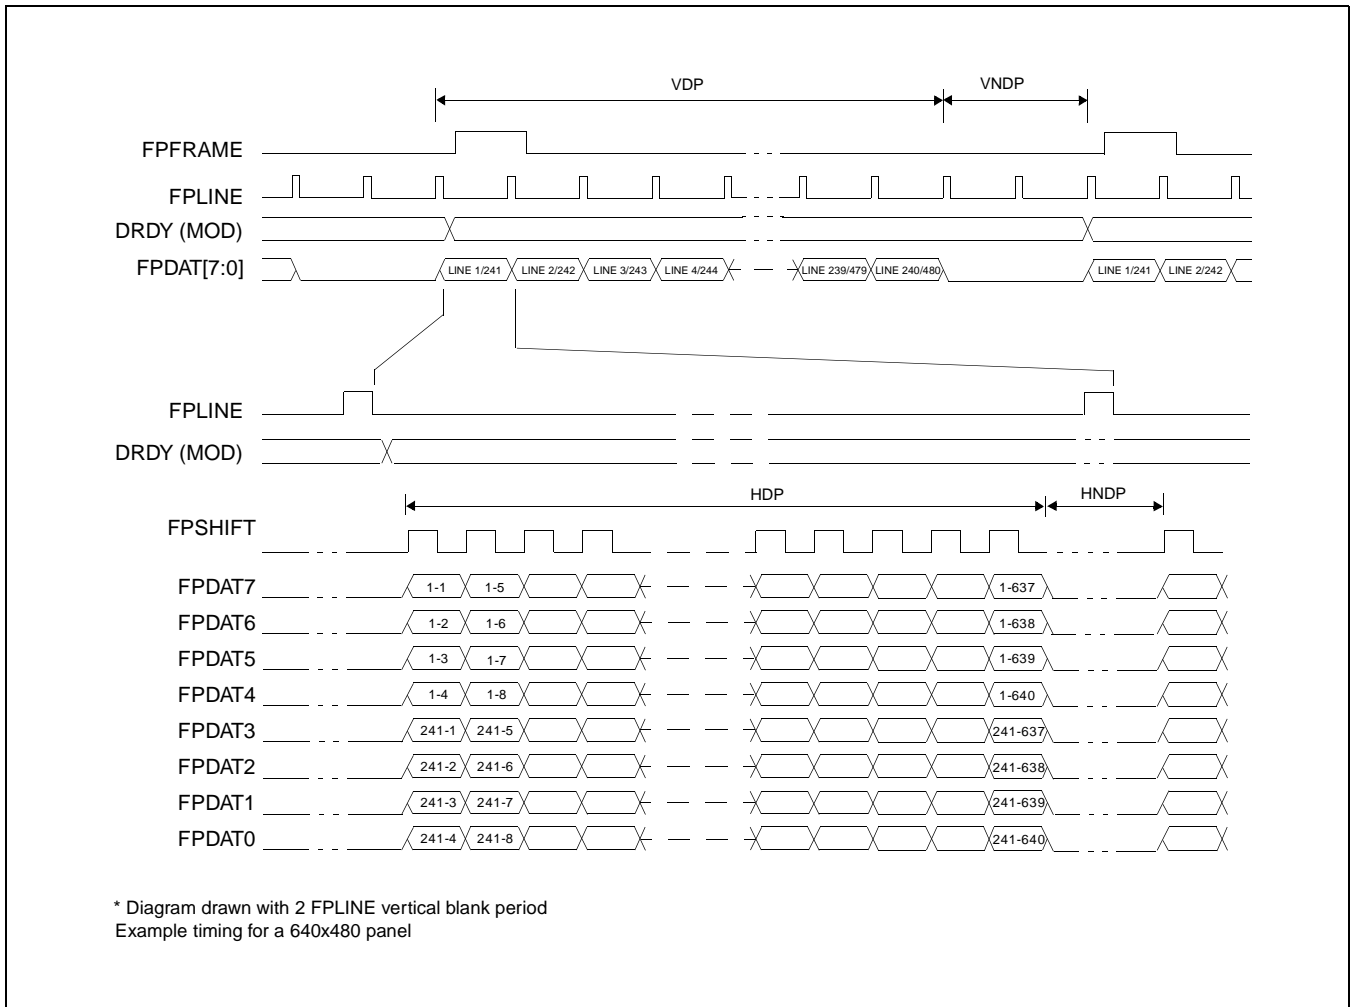 VDP VNDP
FPFRAME
FPLINE
DRDY (MOD)
FPDAT[7:0] LINE 1/241 LINE 2/242 LINE 3/243 LINE 4/244 LINE 239/479 LINE 240/480 LINE 1/241 LINE 2/242
FPLINE
DRDY (MOD)
HDP HNDP
FPSHIFT
FPDAT7 1-1 1-5 1-637
FPDAT6 1-2 1-6 1-638
FPDAT5 1-3 1-7 1-639
FPDAT4 1-4 1-8 1-640
FPDAT3 241-1 241-5 241-637
FPDAT2 241-2 241-6 241-638
FPDAT1 241-3 241-7 241-639
FPDAT0 241-4 241-8 241-640
* Diagram drawn with 2 FPLINE vertical blank period
Example timing for a 640x480 panel